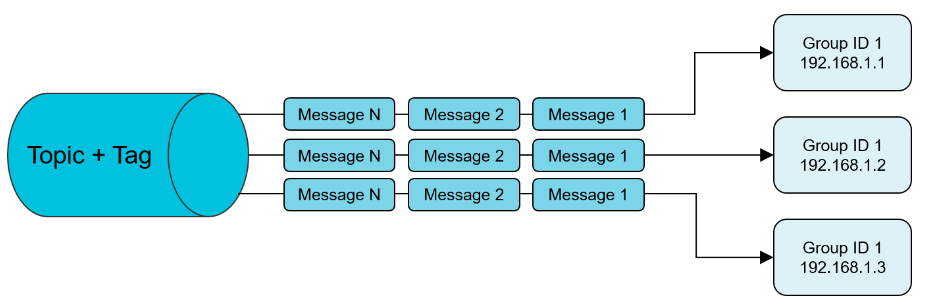 Topic + Tag
Message N
Message 2
Message 1
Message N
Message 2
Message 1
Message N
Message 2
Message 1
Group ID 1
192.168.1.1
Group ID 1
192.168.1.2
Group ID 1
192.168.1.3